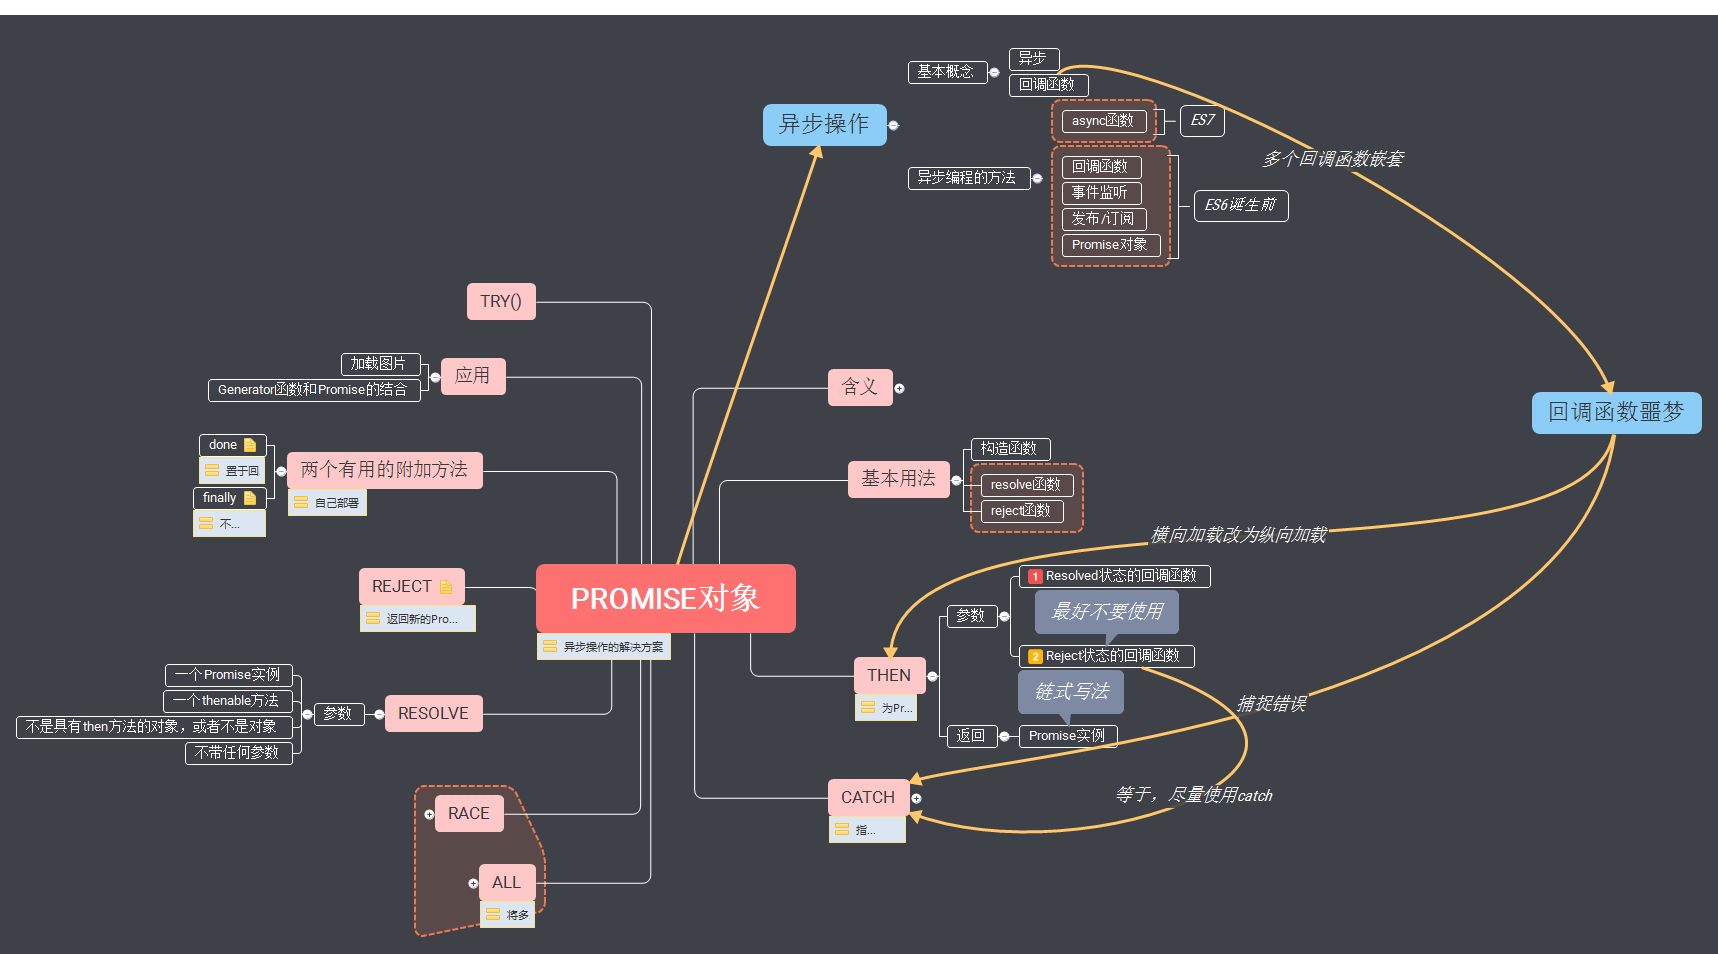 异步
基本概念
回调函数
异步操作
async函数
ES7
多个回调函数嵌套
回调函数
异步编程的方法
事件监听
ES6诞生前
发布/订阅
Promise对象
TRY()
加载图片
应用
Generator函数和Promise的结合
含义
回调函数噩梦
done
置于回
两个有用的附加方法
finally
自己部署
不...
构造函数
基本用法
resolve函数
reject函数
横向加载改为纵向加载
REJECT
返回新的Pro...
PROMISE对象
异步操作的解决方案
1 Resolved状态的回调函数
最好不要使用
参数
2 Reject状态的回调函数
THEN
为Pr...
链式写法
返回
Promise实例
捕捉错误
一个Promise实例
一个thenable方法
参数
RESOLVE
不是具有then方法的对象，或者不是对象
不带任何参数
CATCH
指...
等于，尽量使用catch
RACE
ALL
将多